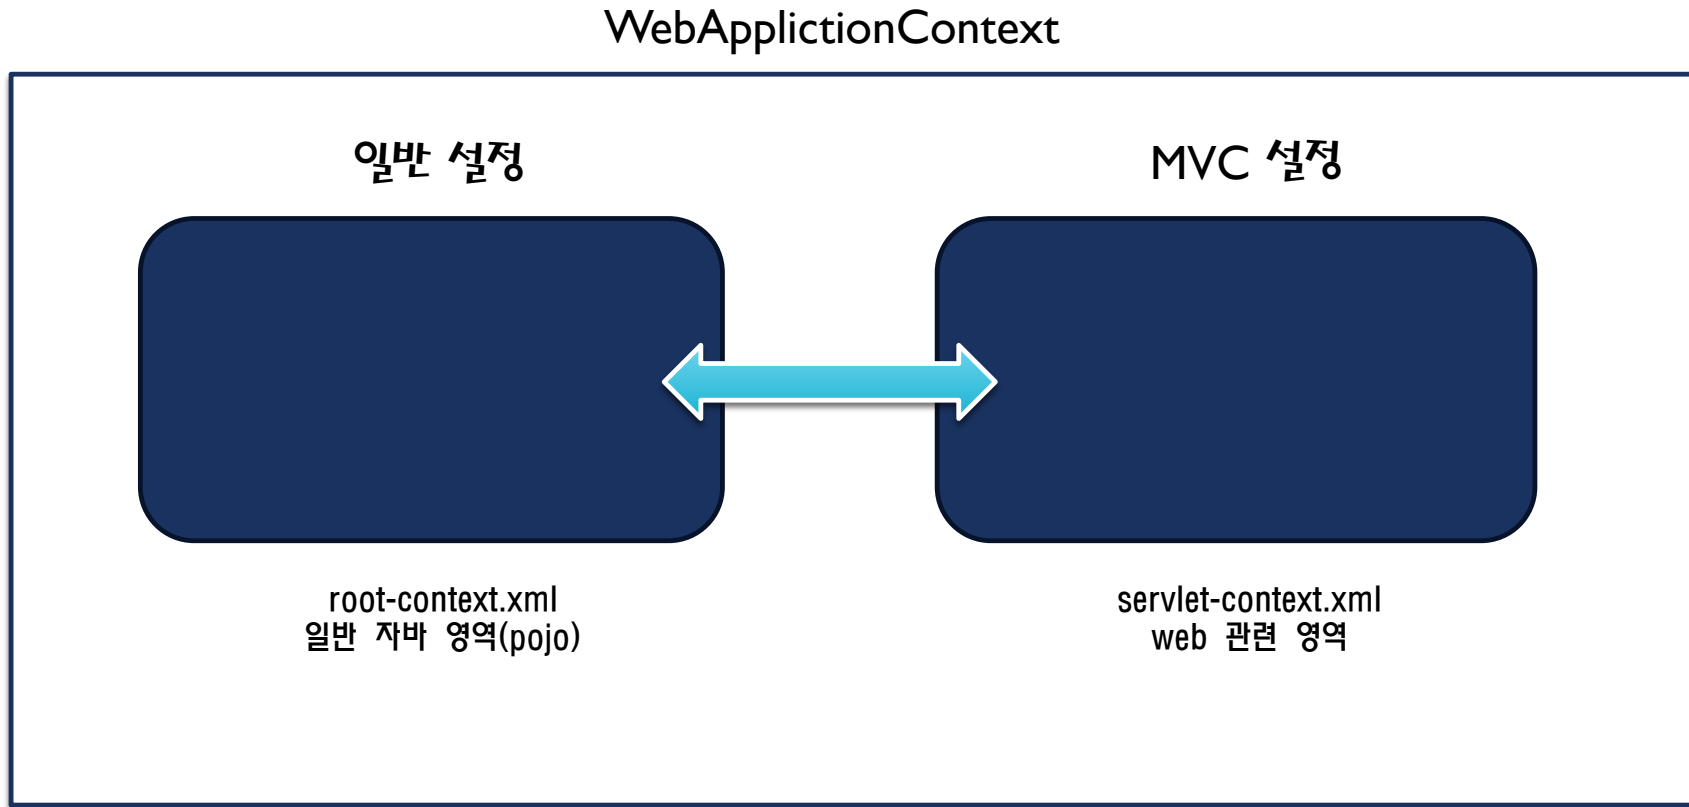 WebApplictionContext
일반 설정
MVC 설정
root-context.xml
일반 자바 영역(pojo)
servlet-context.xml
web 관련 영역